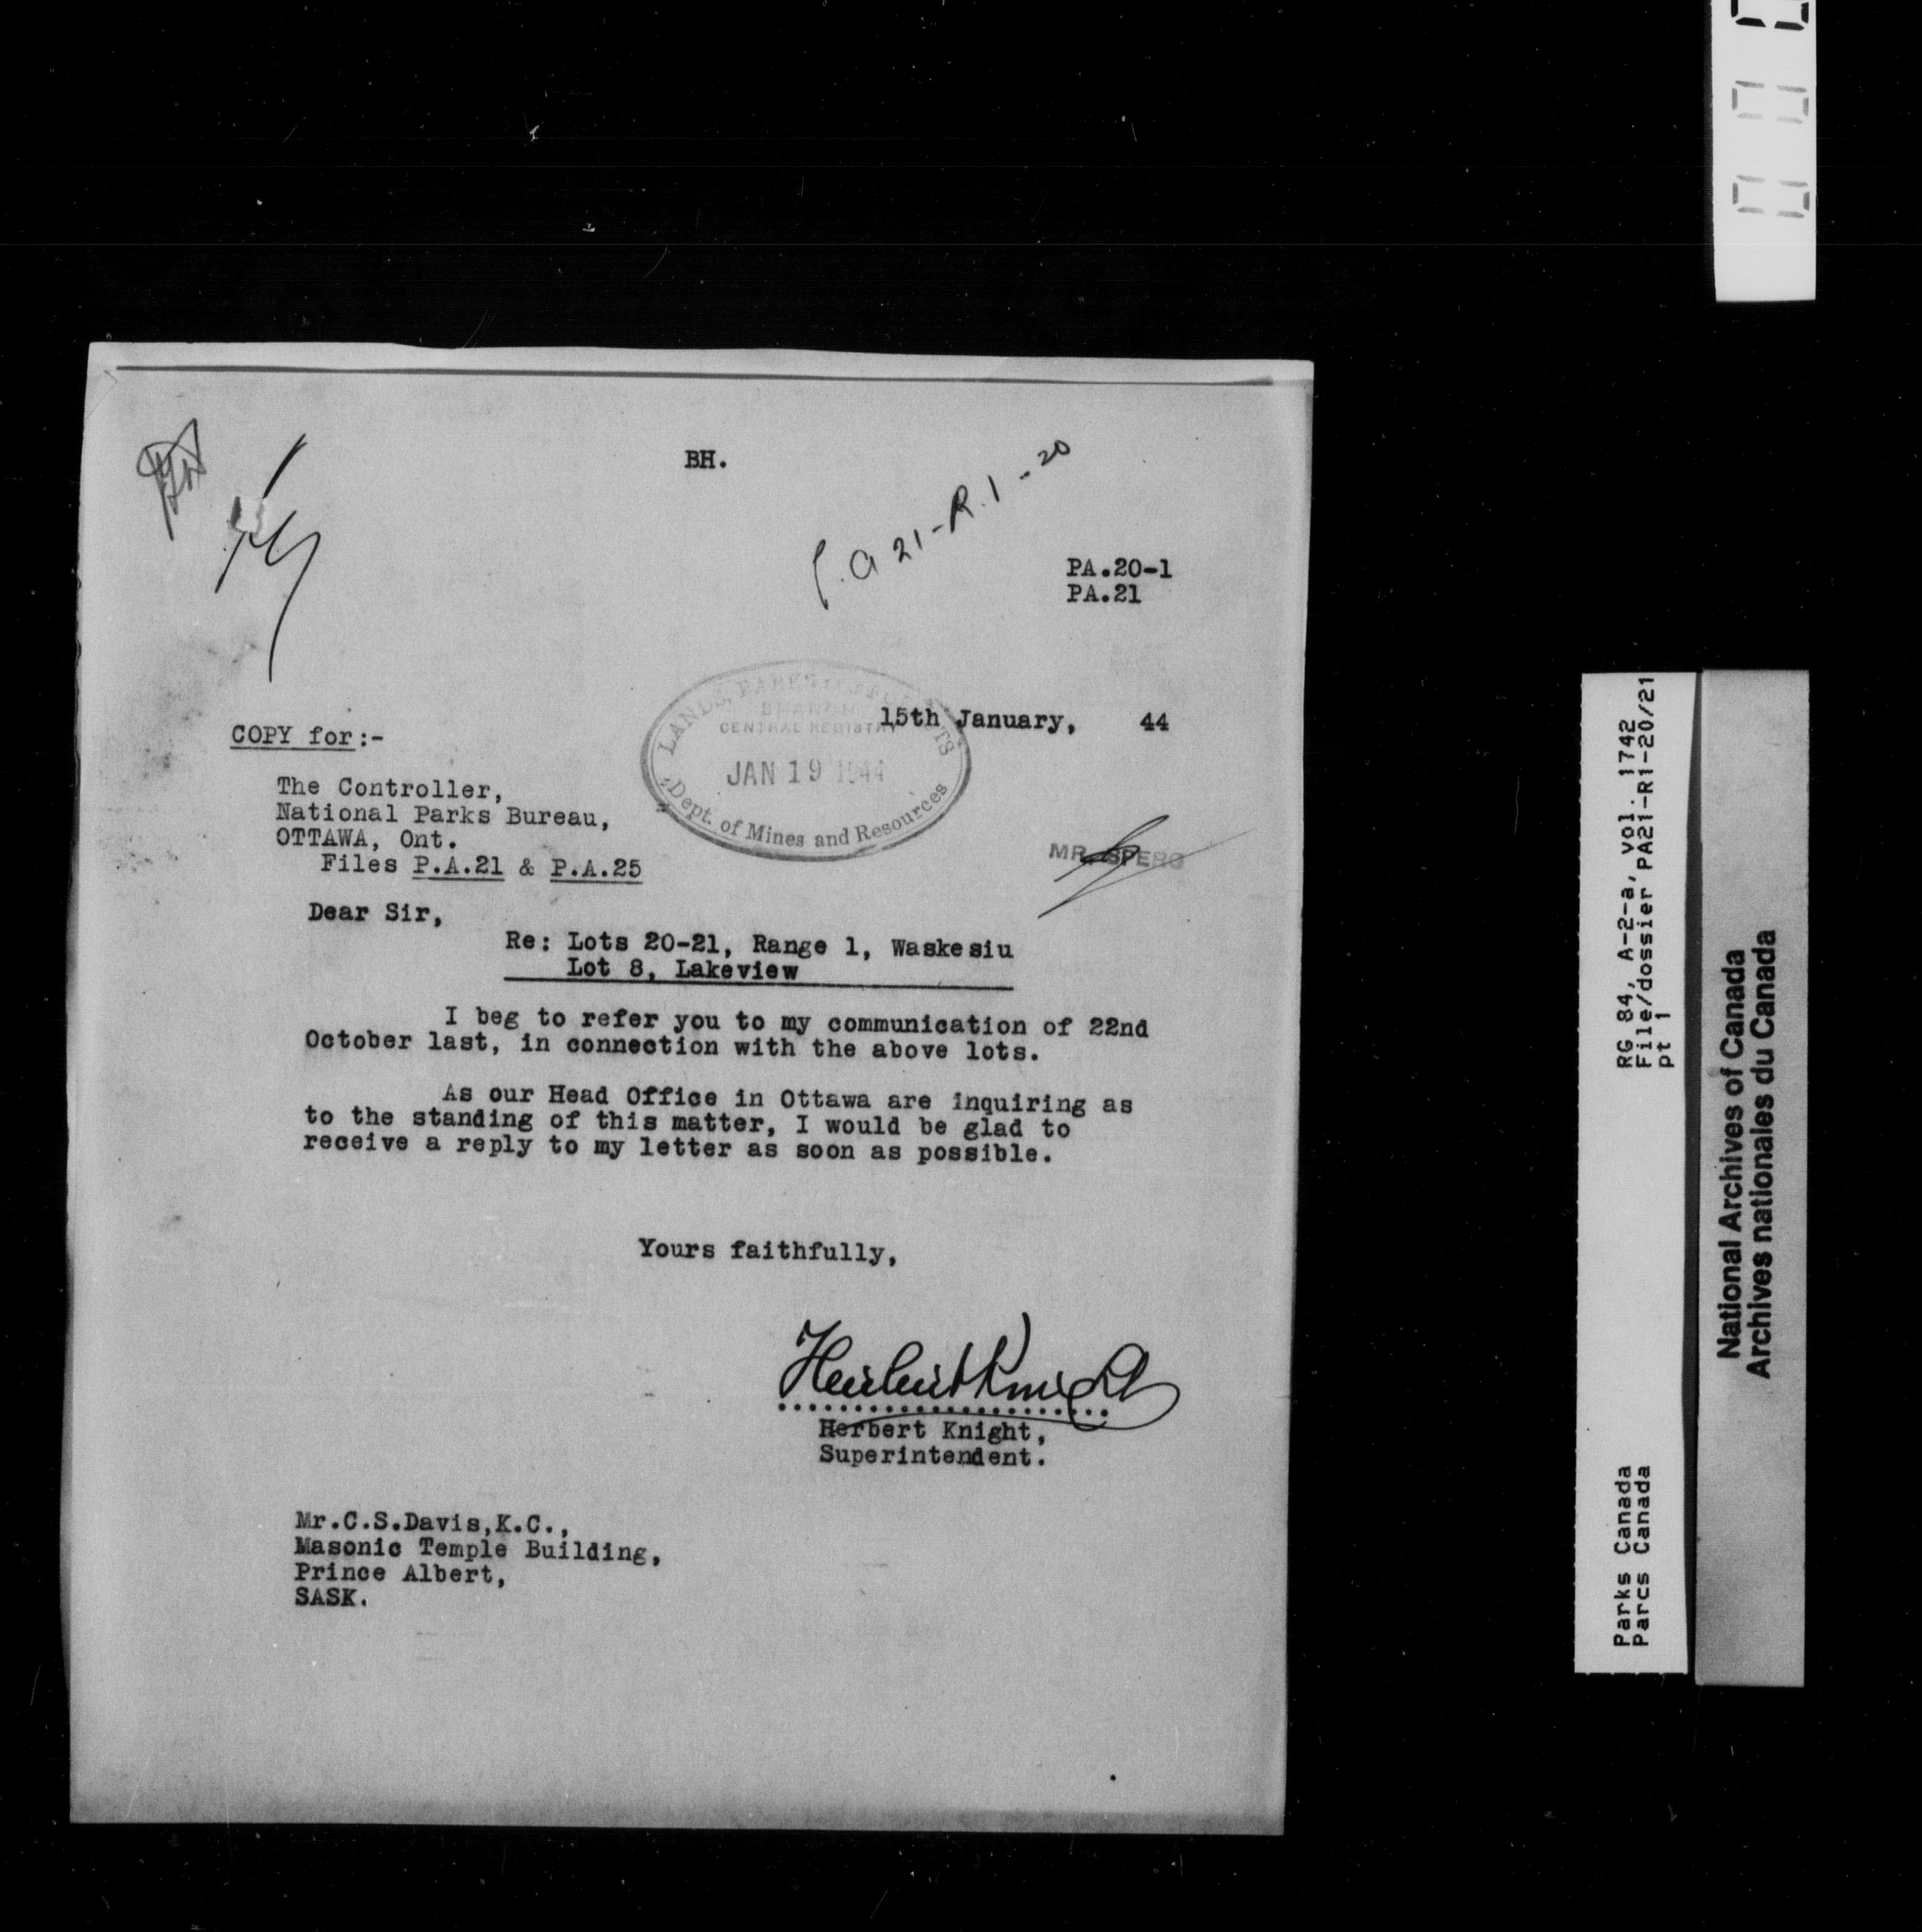 BH.
P.A 21-R.1-20
PA.20-1
PA.21
LANDS PARKS
BRANCH
CENTRAL REGISTRY
JAN 19 1944
Dept. of Mines and Resources
15th January, 44
COPY for:-
The Controller,
National Parks Bureau,
OTTAWA, Ont.
Files P.A.21 & P.A.25
MR. SPERO
Dear Sir,
Re: Lots 20-21, Range 1, Waskesiu
Lot 8, Lakeview
I beg to refer you to my communication of 22nd
October last, in connection with the above lots.
As our Head Office in Ottawa are inquiring as
to the standing of this matter, I would be glad to
receive a reply to my letter as soon as possible.
Yours faithfully,
Herbert Knight
Herbert Knight,
Superintendent.
Mr.C.S.Davis,K.C.,
Masonic Temple Building,
Prince Albert,
SASK.
RG 84, A-2-a, vol. 1742
File/dossier PA21-R1-20/21
pt 1
Parks Canada
Parcs Canada
National Archives of Canada
Archives nationales du Canada